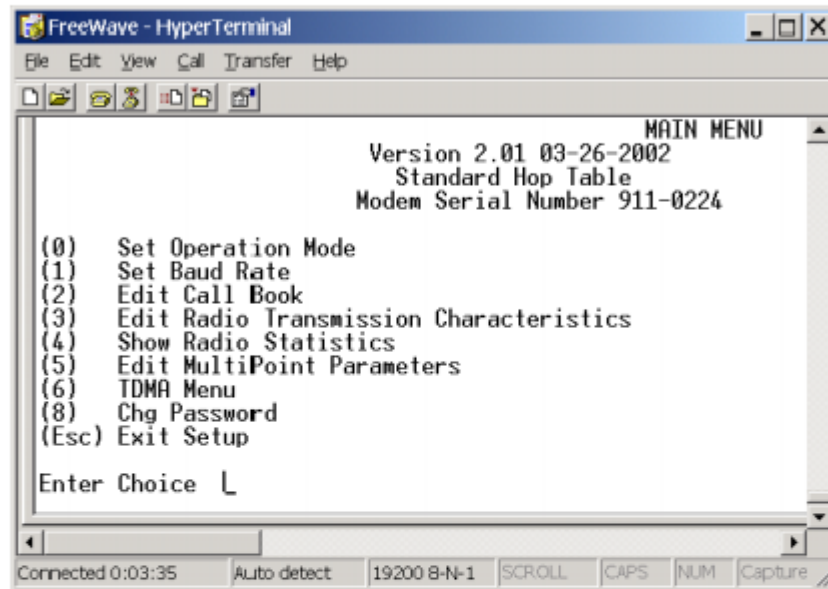 FreeWave - HyperTerminal
File Edit View Call Transfer Help
MAIN MENU
Version 2.01 03-26-2002
Standard Hop Table
Modem Serial Number 911-0224
(0) Set Operation Mode
(1) Set Baud Rate
(2) Edit Call Book
(3) Edit Radio Transmission Characteristics
(4) Show Radio Statistics
(5) Edit MultiPoint Parameters
(6) TDMA Menu
(8) Chg Password
(Esc) Exit Setup
Enter Choice
Connected 0:03:35 Auto detect 19200 8-N-1 SCROLL CAPS NUM Capture